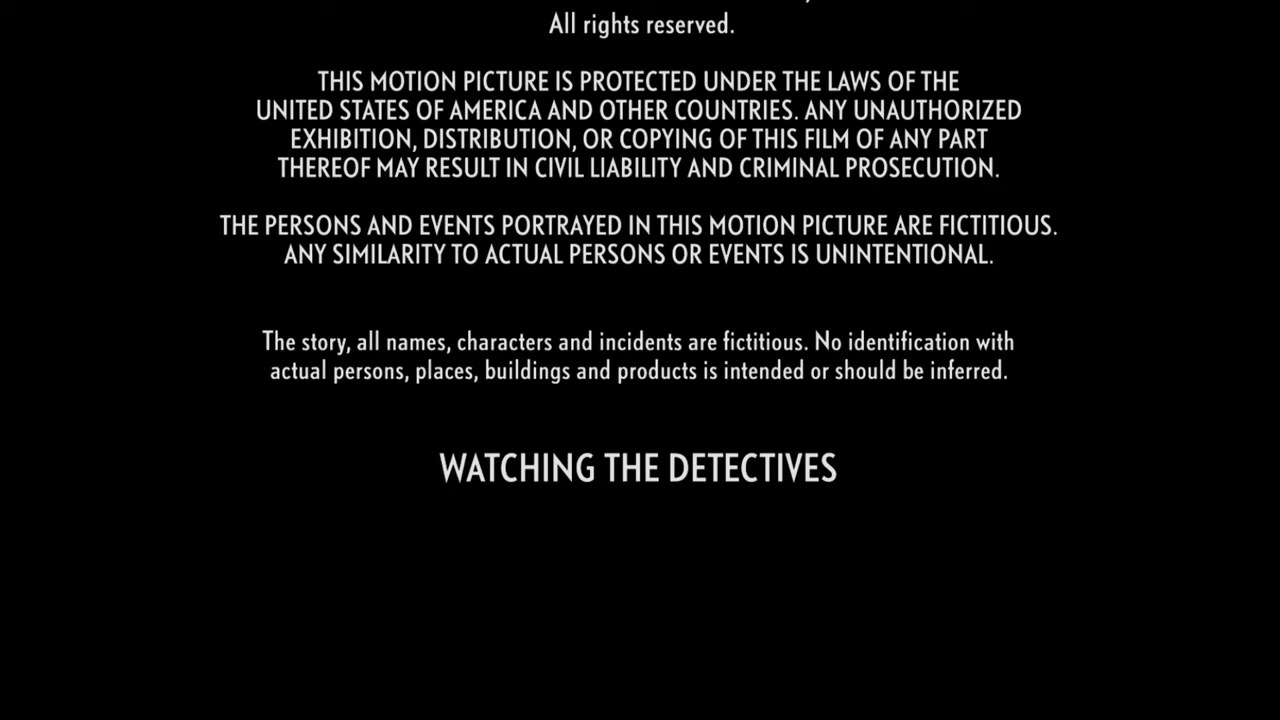 All rights reserved.
THIS MOTION PICTURE IS PROTECTED UNDER THE LAWS OF THE
UNITED STATES OF AMERICA AND OTHER COUNTRIES. ANY UNAUTHORIZED
EXHIBITION, DISTRIBUTION, OR COPYING OF THIS FILM OF ANY PART
THEREOF MAY RESULT IN CIVIL LIABILITY AND CRIMINAL PROSECUTION.
THE PERSONS AND EVENTS PORTRAYED IN THIS MOTION PICTURE ARE FICTITIOUS.
ANY SIMILARITY TO ACTUAL PERSONS OR EVENTS IS UNINTENTIONAL.
The story, all names, characters and incidents are fictitious. No identification with
actual persons, places, buildings and products is intended or should be inferred.
WATCHING THE DETECTIVES